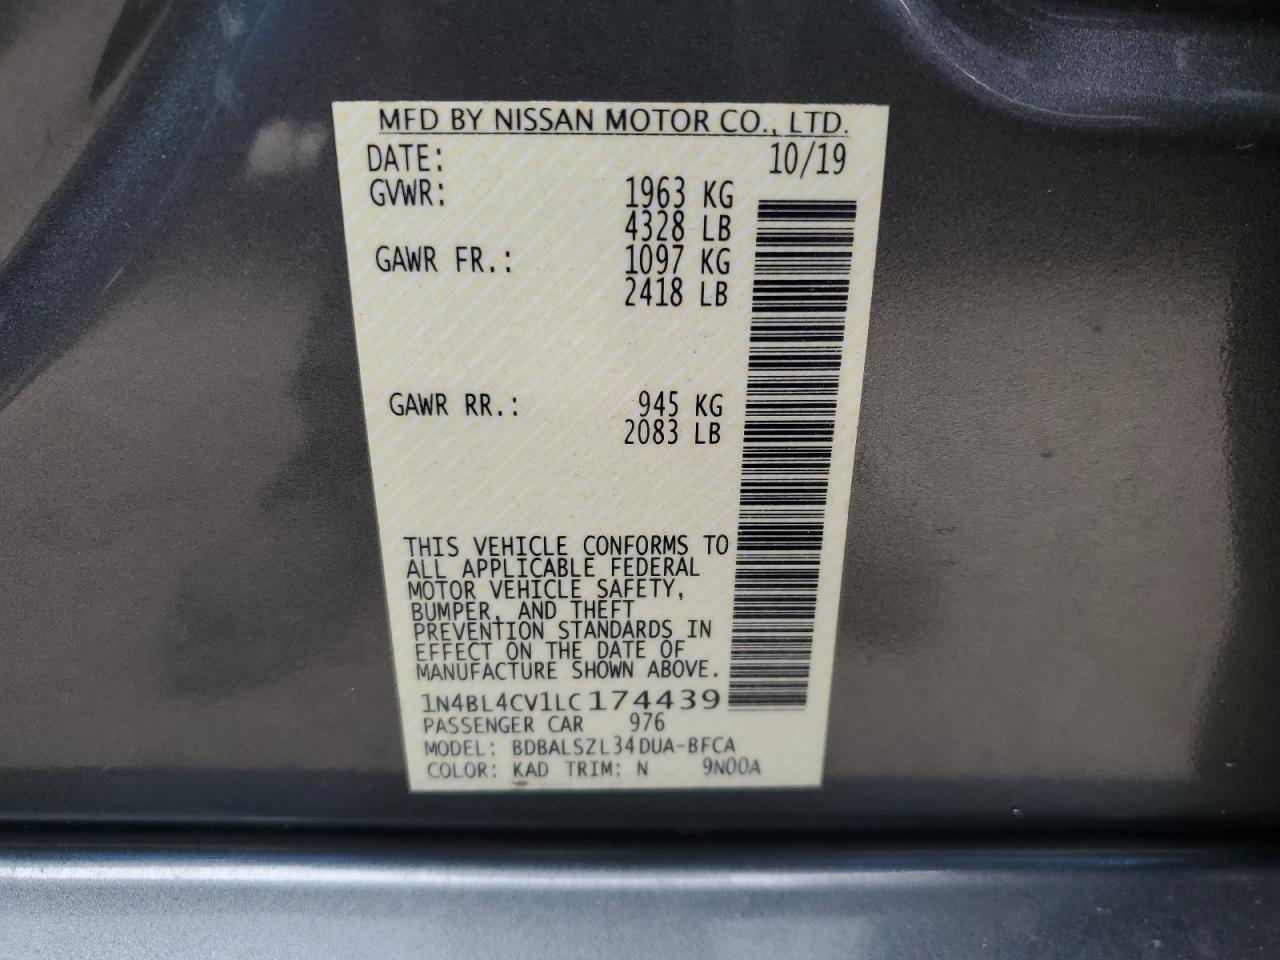 MFD BY NISSAN MOTOR CO., LTD.
DATE: 10/19
GVWR: 1963 KG
4328 LB
GAWR FR.: 1097 KG
2418 LB
GAWR RR.: 945 KG
2083 LB
THIS VEHICLE CONFORMS TO
ALL APPLICABLE FEDERAL
MOTOR VEHICLE SAFETY,
BUMPER, AND THEFT
PREVENTION STANDARDS IN
EFFECT ON THE DATE OF
MANUFACTURE SHOWN ABOVE.
1N4BL4CV1LC174439
PASSENGER CAR 976
MODEL: BDBALSZL34DUA-BFCA
COLOR: KAD TRIM: N 9N00A